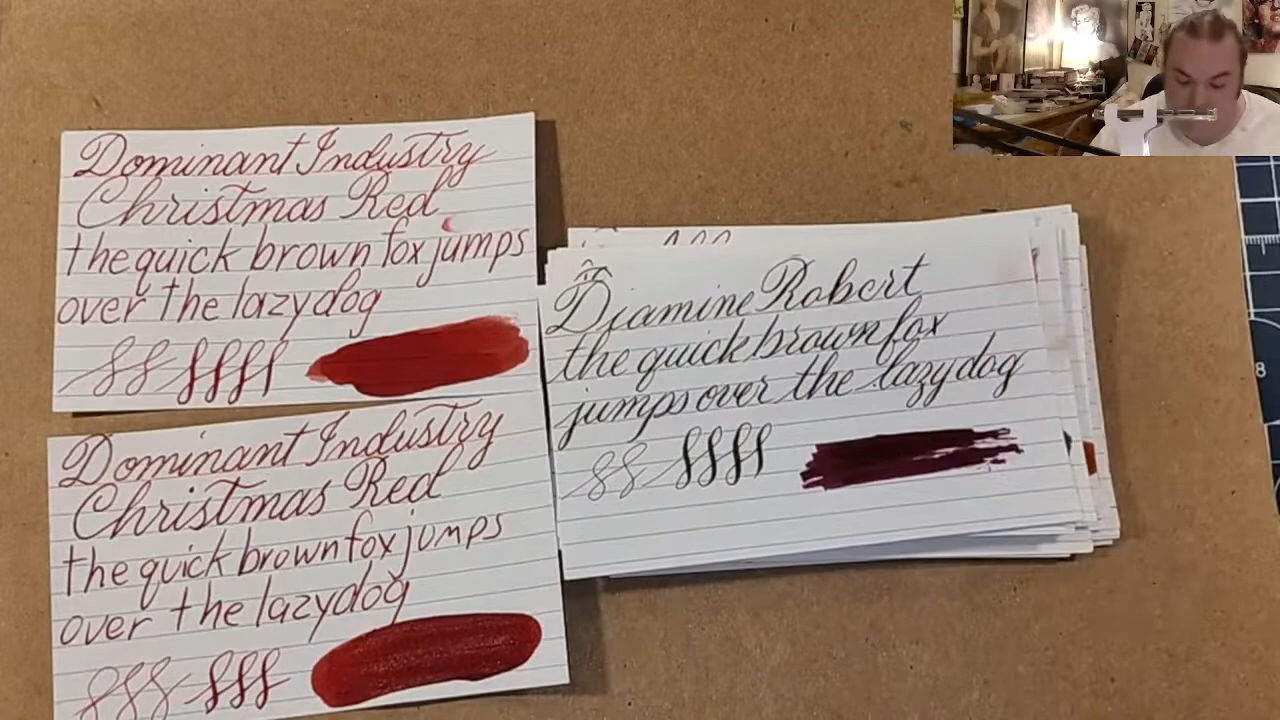 Dominant Industry
Christmas Red
the quick brown fox jumps
over the lazy dog
Dominant Industry
Christmas Red
the quick brown fox jumps
over the lazy dog
Diamine Robert
the quick brown fox
jumps over the lazy dog
8